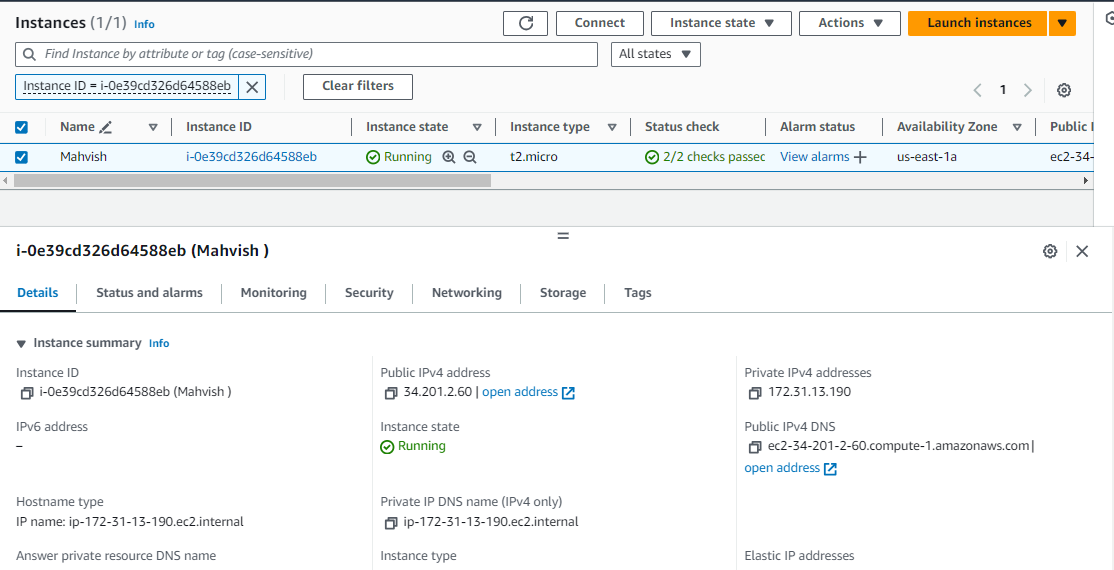 Instances (1/1) Info
Connect
Instance state
Actions
Launch instances
Find Instance by attribute or tag (case-sensitive)
All states
Instance ID = i-0e39cd326d64588eb
Clear filters
1
Name Instance ID Instance state Instance type Status check Alarm status Availability Zone Public I
Mahvish i-0e39cd326d64588eb Running t2.micro 2/2 checks passec View alarms us-east-1a ec2-34-
i-0e39cd326d64588eb (Mahvish )
Details Status and alarms Monitoring Security Networking Storage Tags
Instance summary Info
Instance ID
i-0e39cd326d64588eb (Mahvish )
Public IPv4 address
34.201.2.60 | open address
Private IPv4 addresses
172.31.13.190
IPv6 address
–
Instance state
Running
Public IPv4 DNS
ec2-34-201-2-60.compute-1.amazonaws.com |
open address
Hostname type
IP name: ip-172-31-13-190.ec2.internal
Private IP DNS name (IPv4 only)
ip-172-31-13-190.ec2.internal
Answer private resource DNS name
Instance type
Elastic IP addresses